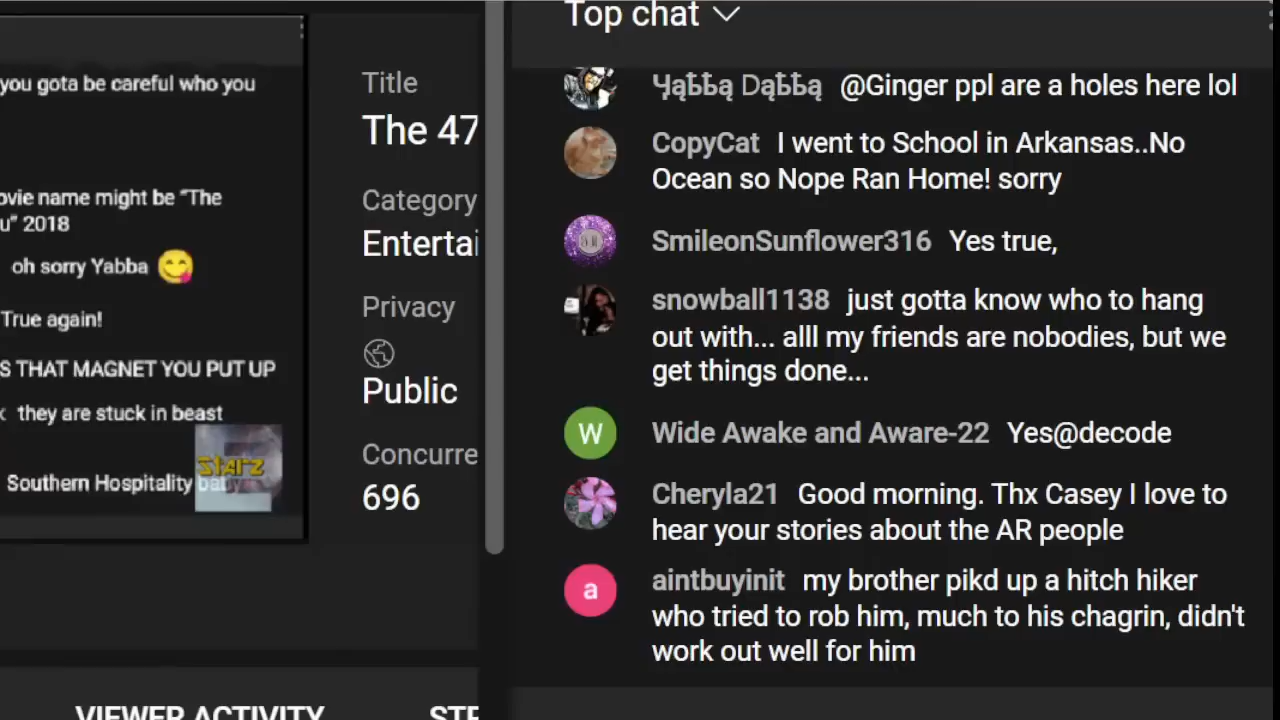 you gota be careful who you
ovie name might be “The
u” 2018
oh sorry Yabba 😋
True again!
S THAT MAGNET YOU PUT UP
they are stuck in beast
Southern Hospitality baby
STARZ
Title
The 47
Category
Entertai
Privacy
Public
Concurre
696
VIEWER ACTIVITY
STR
Top chat
Ӌąҍҍą Dąҍҍą @Ginger ppl are a holes here lol
CopyCat I went to School in Arkansas..No
Ocean so Nope Ran Home! sorry
SmileonSunflower316 Yes true,
snowball1138 just gotta know who to hang
out with... alll my friends are nobodies, but we
get things done...
W
Wide Awake and Aware-22 Yes@decode
Cheryla21 Good morning. Thx Casey I love to
hear your stories about the AR people
a
aintbuyinit my brother pikd up a hitch hiker
who tried to rob him, much to his chagrin, didn't
work out well for him